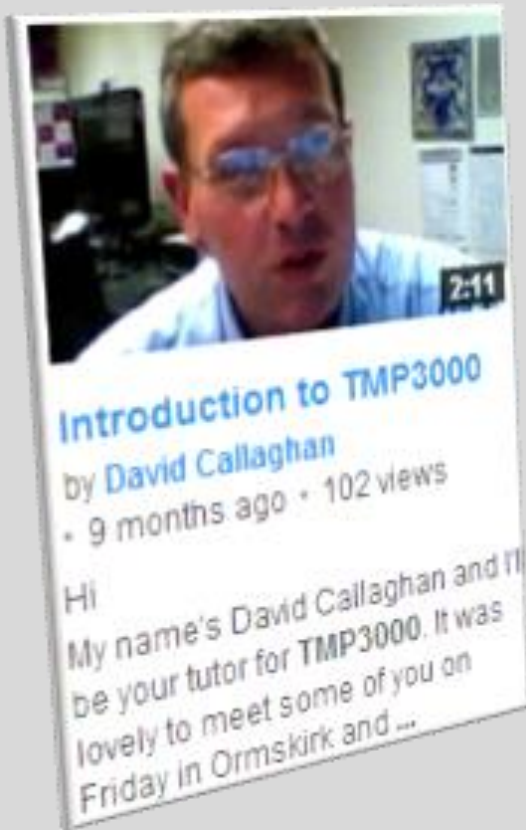 2:11
Introduction to TMP3000
by David Callaghan
• 9 months ago • 102 views
Hi
My name's David Callaghan and I'll
be your tutor for TMP3000. It was
lovely to meet some of you on
Friday in Ormskirk and ...